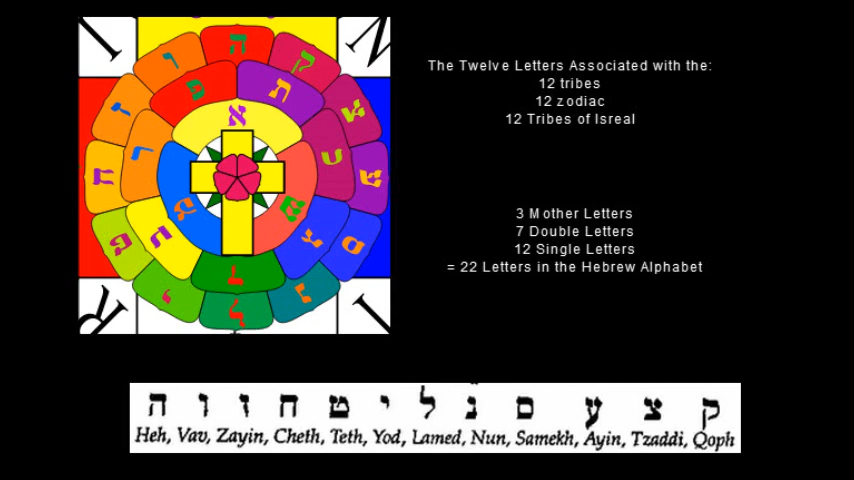 I N
ו ה ק
פ ת
ז צ
א
ר כ
ח ע
מ ש
ל
י נ
R I
The Twelve Letters Associated with the:
12 tribes
12 zodiac
12 Tribes of Isreal
3 Mother Letters
7 Double Letters
12 Single Letters
= 22 Letters in the Hebrew Alphabet
ה ו ז ח ט י ל נ ס ע צ ק
Heh, Vav, Zayin, Cheth, Teth, Yod, Lamed, Nun, Samekh, Ayin, Tzaddi, Qoph